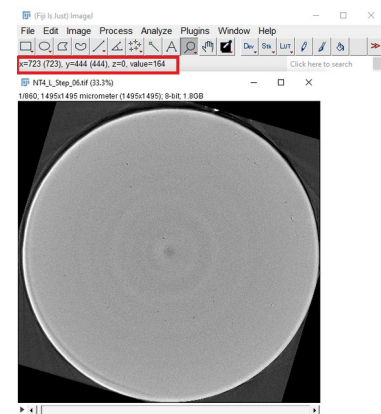 (Fiji Is Just) ImageJ
File Edit Image Process Analyze Plugins Window Help
Dev Stk LUT
x=723 (723), y=444 (444), z=0, value=164
Click here to search
NT4_L_Step_06.tif (33.3%)
1/860; 1495x1495 micrometer (1495x1495); 8-bit; 1.8GB